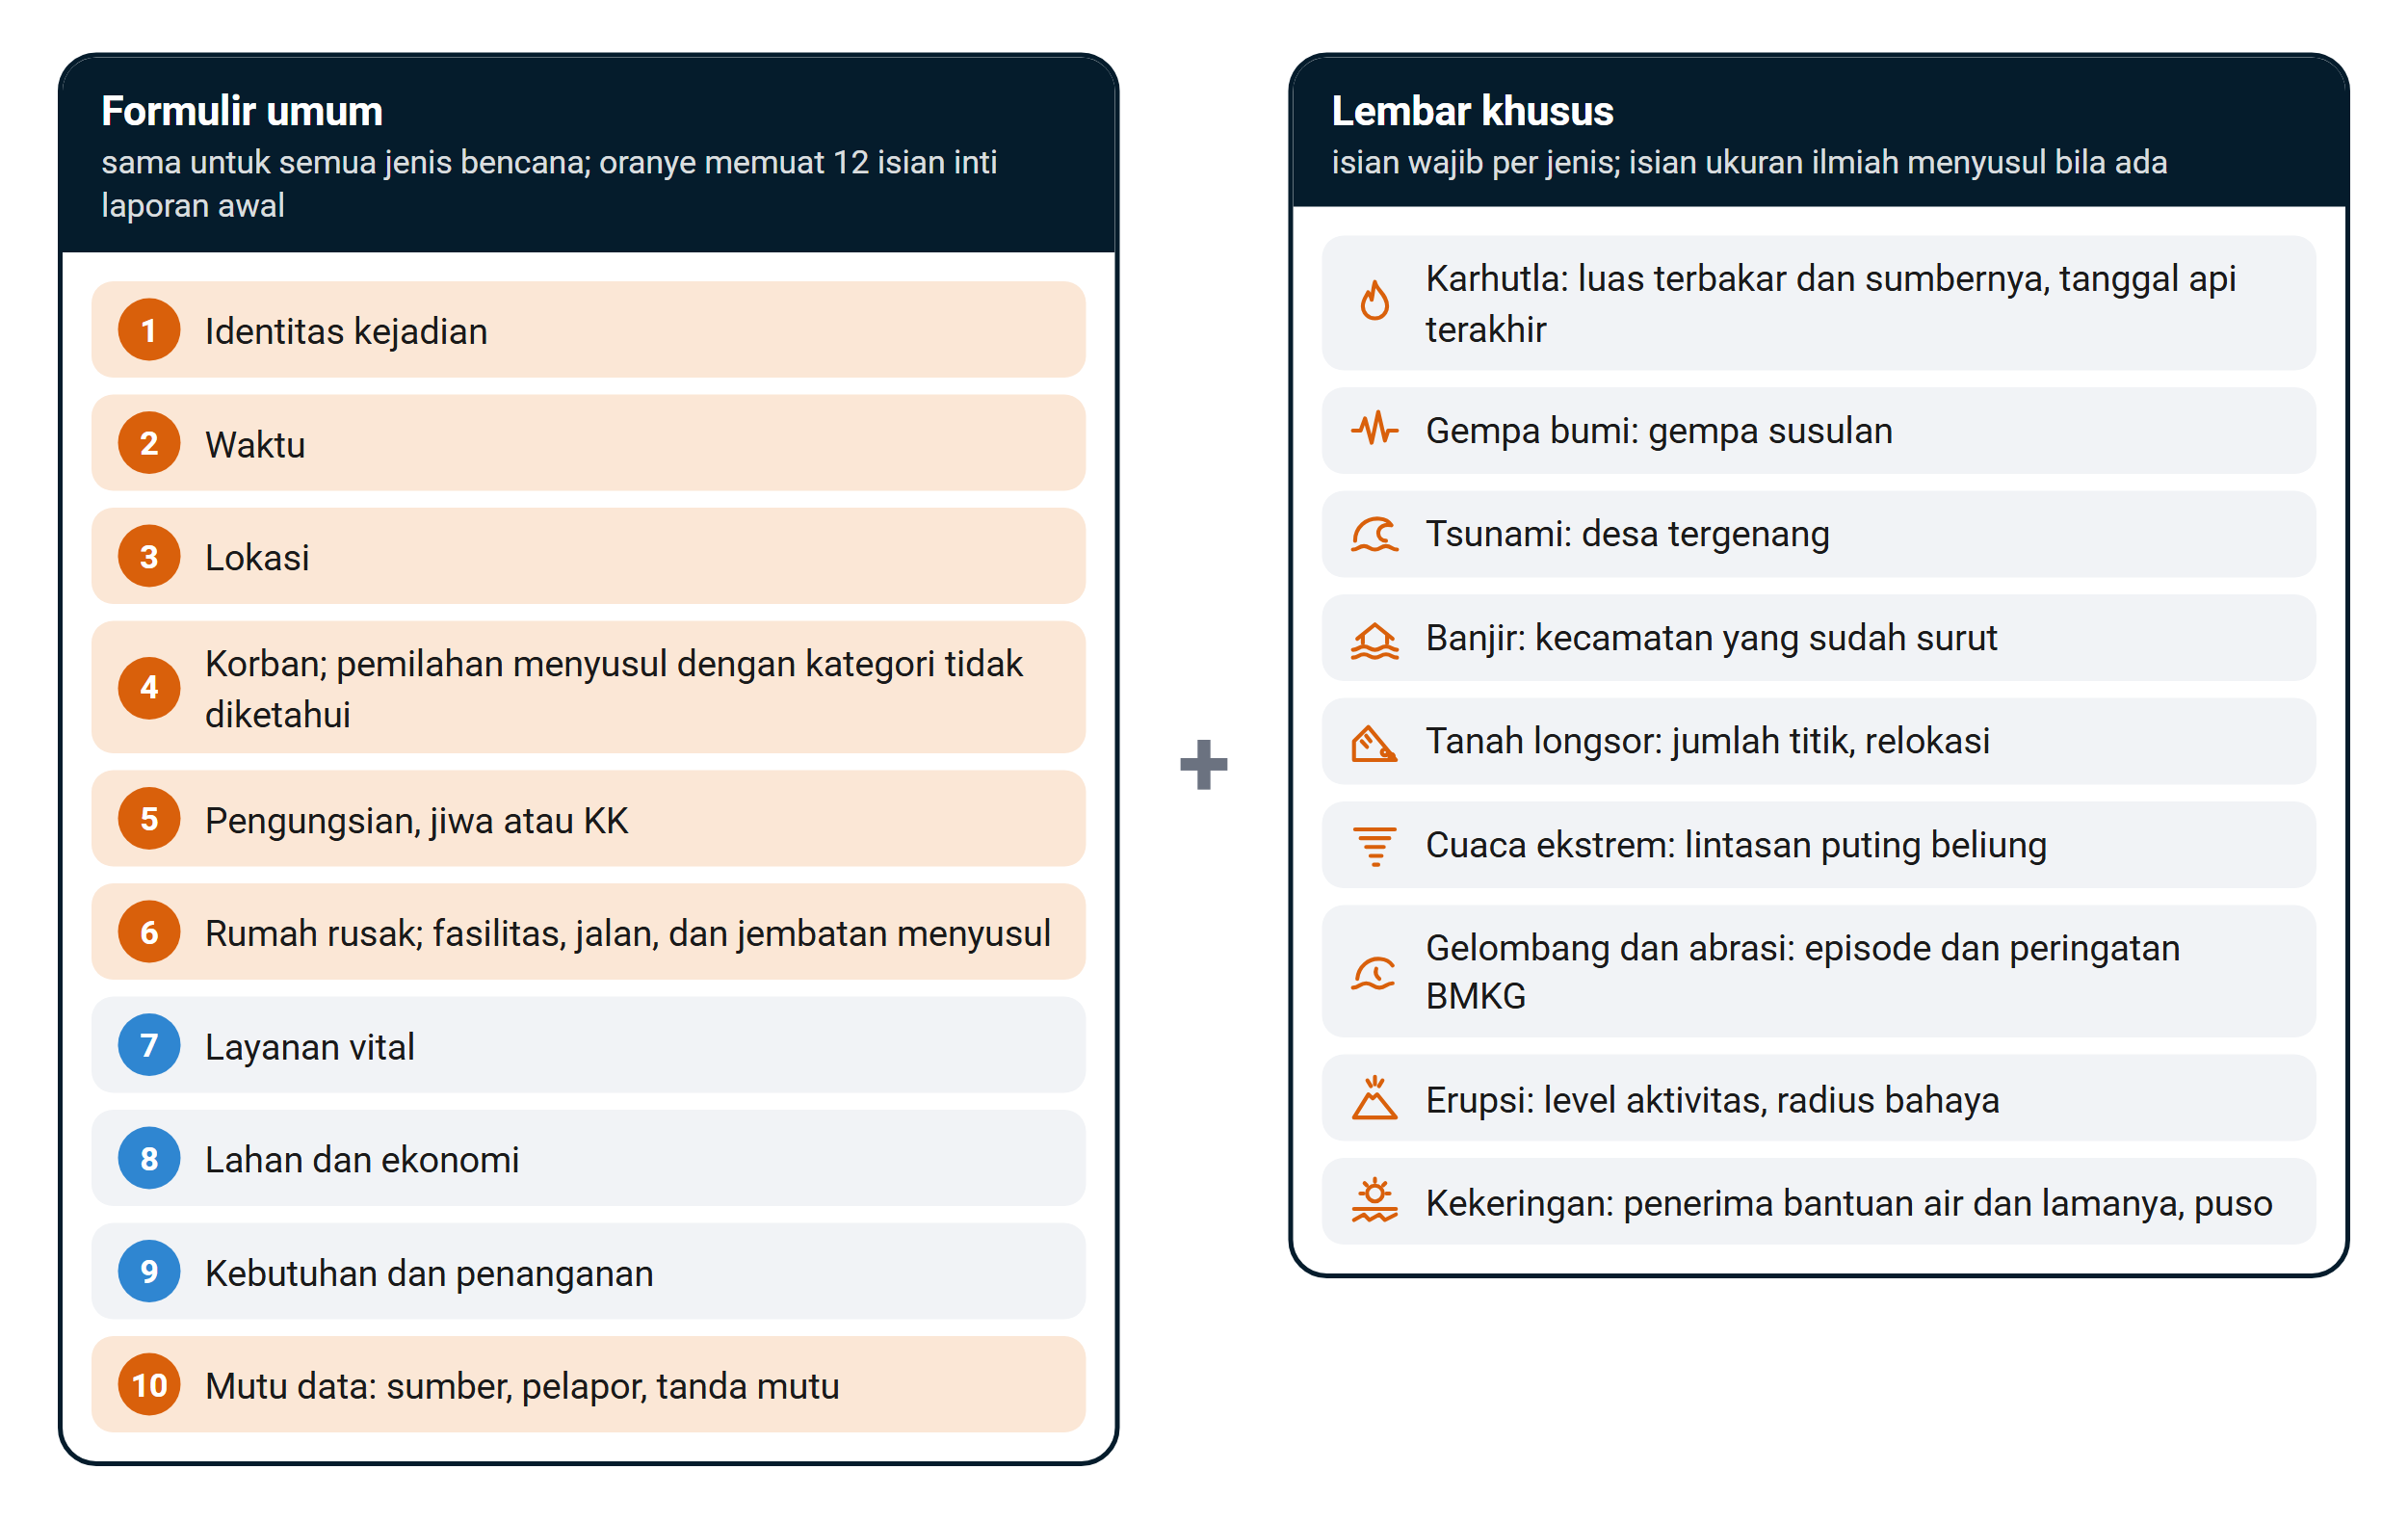 Formulir umum
sama untuk semua jenis bencana; oranye memuat 12 isian inti
laporan awal
1 Identitas kejadian
2 Waktu
3 Lokasi
4 Korban; pemilahan menyusul dengan kategori tidak
diketahui
5 Pengungsian, jiwa atau KK
6 Rumah rusak; fasilitas, jalan, dan jembatan menyusul
7 Layanan vital
8 Lahan dan ekonomi
9 Kebutuhan dan penanganan
10 Mutu data: sumber, pelapor, tanda mutu
+
Lembar khusus
isian wajib per jenis; isian ukuran ilmiah menyusul bila ada
Karhutla: luas terbakar dan sumbernya, tanggal api
terakhir
Gempa bumi: gempa susulan
Tsunami: desa tergenang
Banjir: kecamatan yang sudah surut
Tanah longsor: jumlah titik, relokasi
Cuaca ekstrem: lintasan puting beliung
Gelombang dan abrasi: episode dan peringatan
BMKG
Erupsi: level aktivitas, radius bahaya
Kekeringan: penerima bantuan air dan lamanya, puso